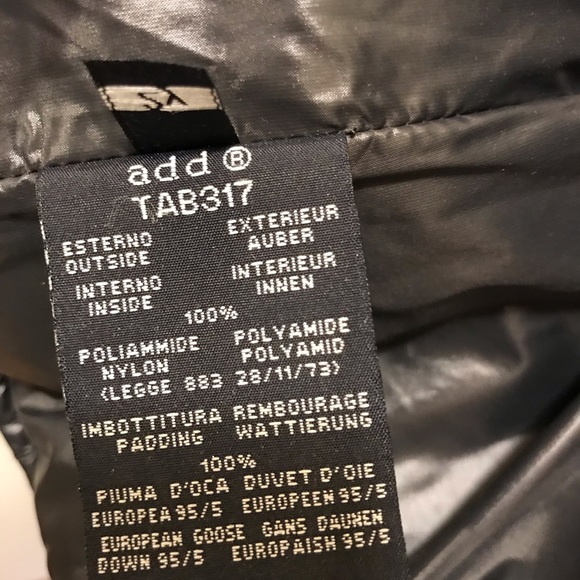 XS
add®
TAB317
ESTERNO EXTERIEUR
OUTSIDE AUBER
INTERNO INTERIEUR
INSIDE INNEN
100%
POLIAMMIDE POLYAMIDE
NYLON POLYAMID
(LEGGE 883 28/11/73)
IMBOTTITURA REMBOURAGE
PADDING WATTIERUNG
100%
PIUMA D'OCA DUVET D'OIE
EUROPEA 95/5 EUROPEEN 95/5
EUROPEAN GOOSE GANS DAUNEN
DOWN 95/5 EUROPAISH 95/5